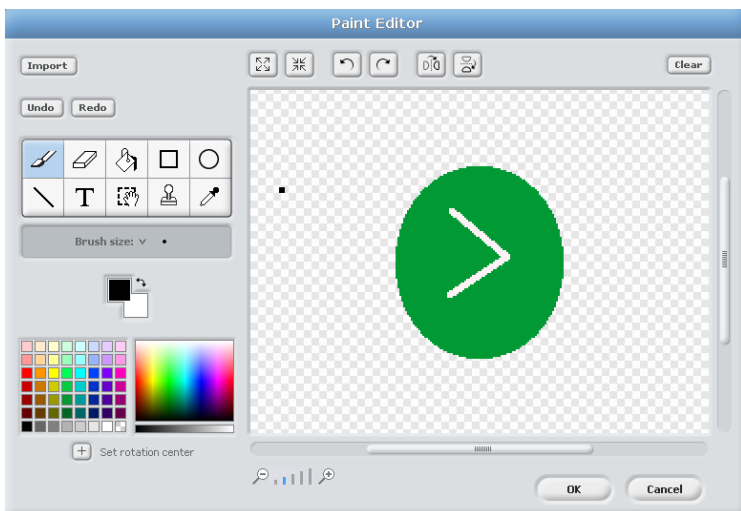 Paint Editor
Import
Clear
Undo Redo
T
Brush size:
Set rotation center
OK Cancel